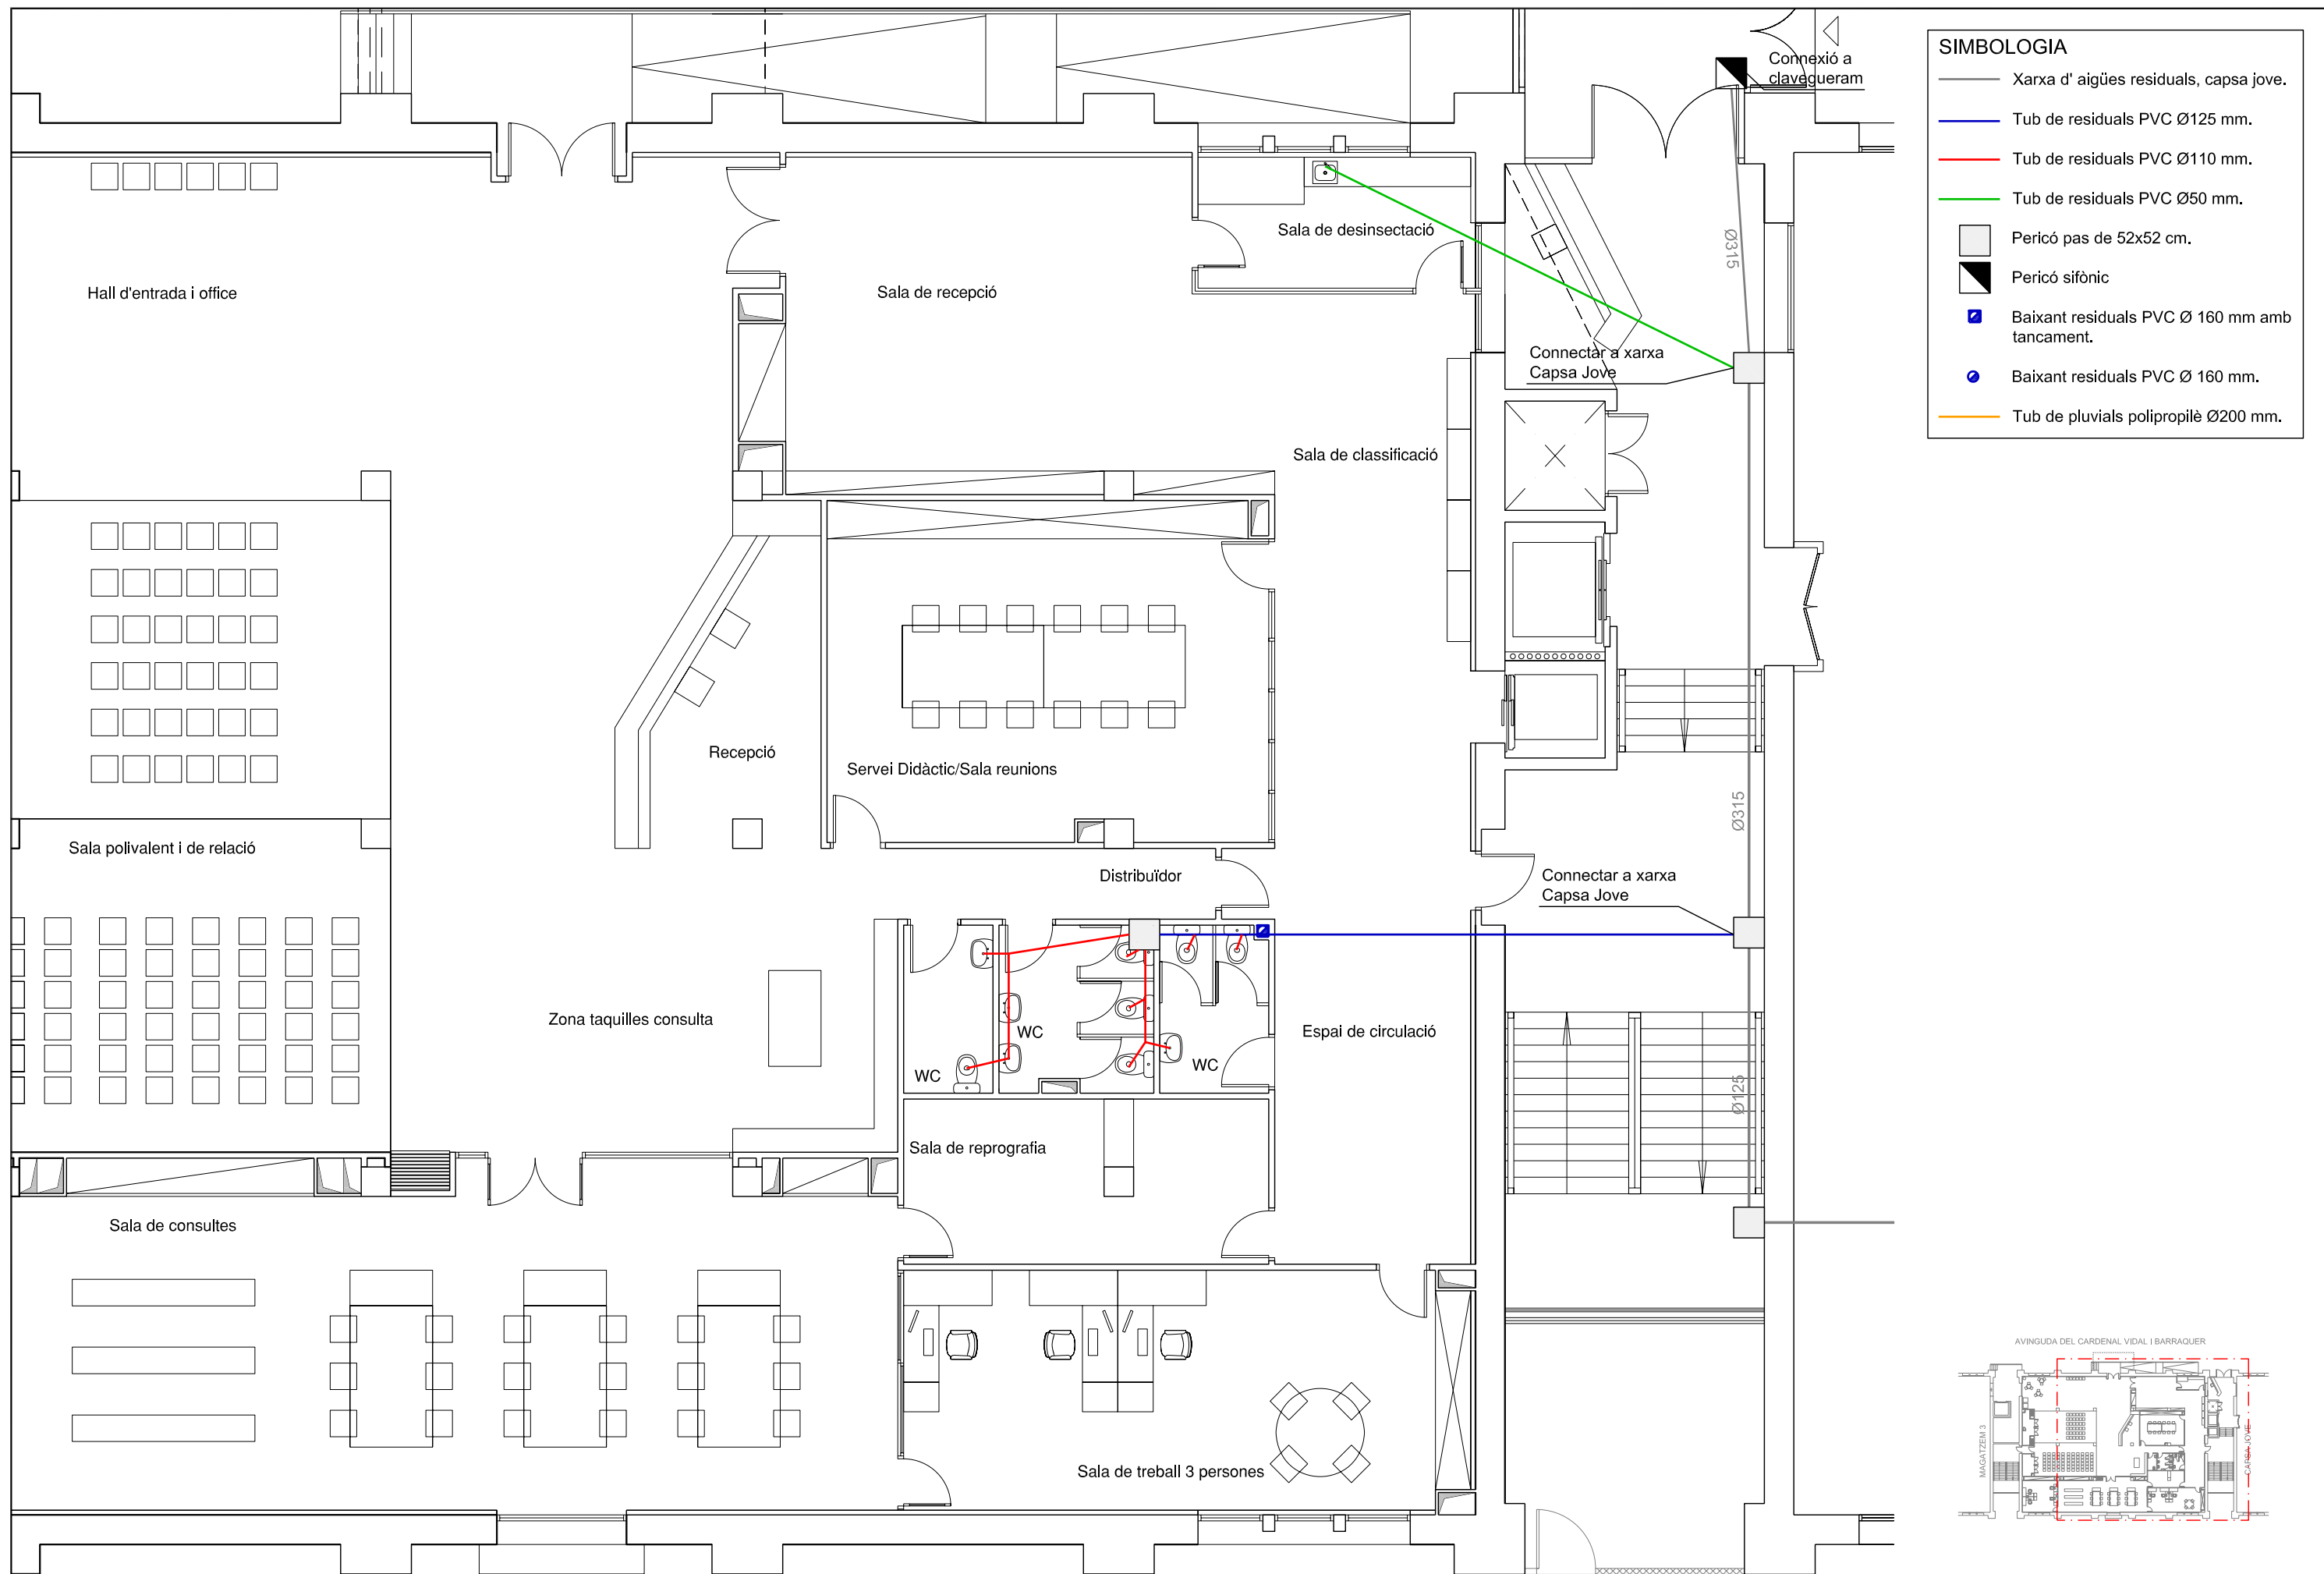 Connexió a
clavegueram
SIMBOLOGIA
Xarxa d' aigües residuals, capsa jove.
Tub de residuals PVC Ø125 mm.
Tub de residuals PVC Ø110 mm.
Tub de residuals PVC Ø50 mm.
Pericó pas de 52x52 cm.
Pericó sifònic
Baixant residuals PVC Ø 160 mm amb
tancament.
Baixant residuals PVC Ø 160 mm.
Tub de pluvials polipropilè Ø200 mm.
Hall d'entrada i office
Sala de recepció
Sala de desinsectació
Ø315
Connectar a xarxa
Capsa Jove
Sala de classificació
Recepció
Servei Didàctic/Sala reunions
Ø315
Sala polivalent i de relació
Distribuïdor
Connectar a xarxa
Capsa Jove
Zona taquilles consulta
WC
WC
WC
Espai de circulació
Ø125
Sala de reprografia
Sala de consultes
Sala de treball 3 persones
AVINGUDA DEL CARDENAL VIDAL I BARRAQUER
MAGATZEM 3
CAPSA JOVE